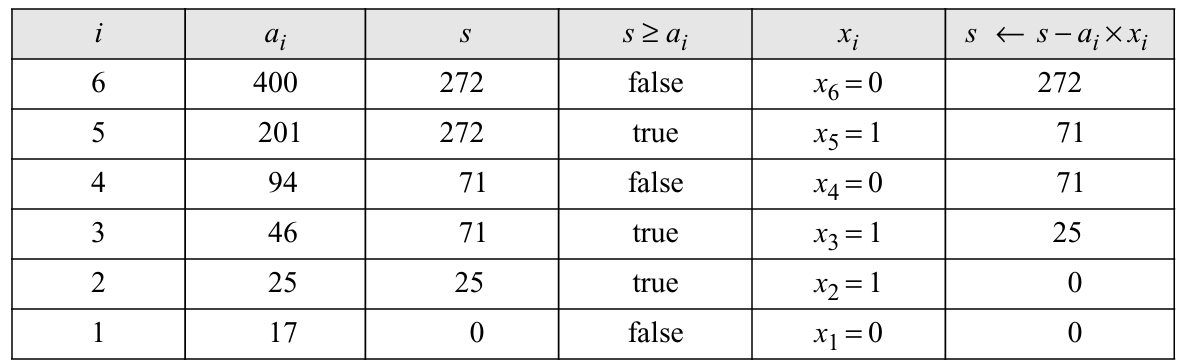 i a_i s s ≥ a_i x_i s ← s − a_i × x_i
6 400 272 false x_6 = 0 272
5 201 272 true x_5 = 1 71
4 94 71 false x_4 = 0 71
3 46 71 true x_3 = 1 25
2 25 25 true x_2 = 1 0
1 17 0 false x_1 = 0 0